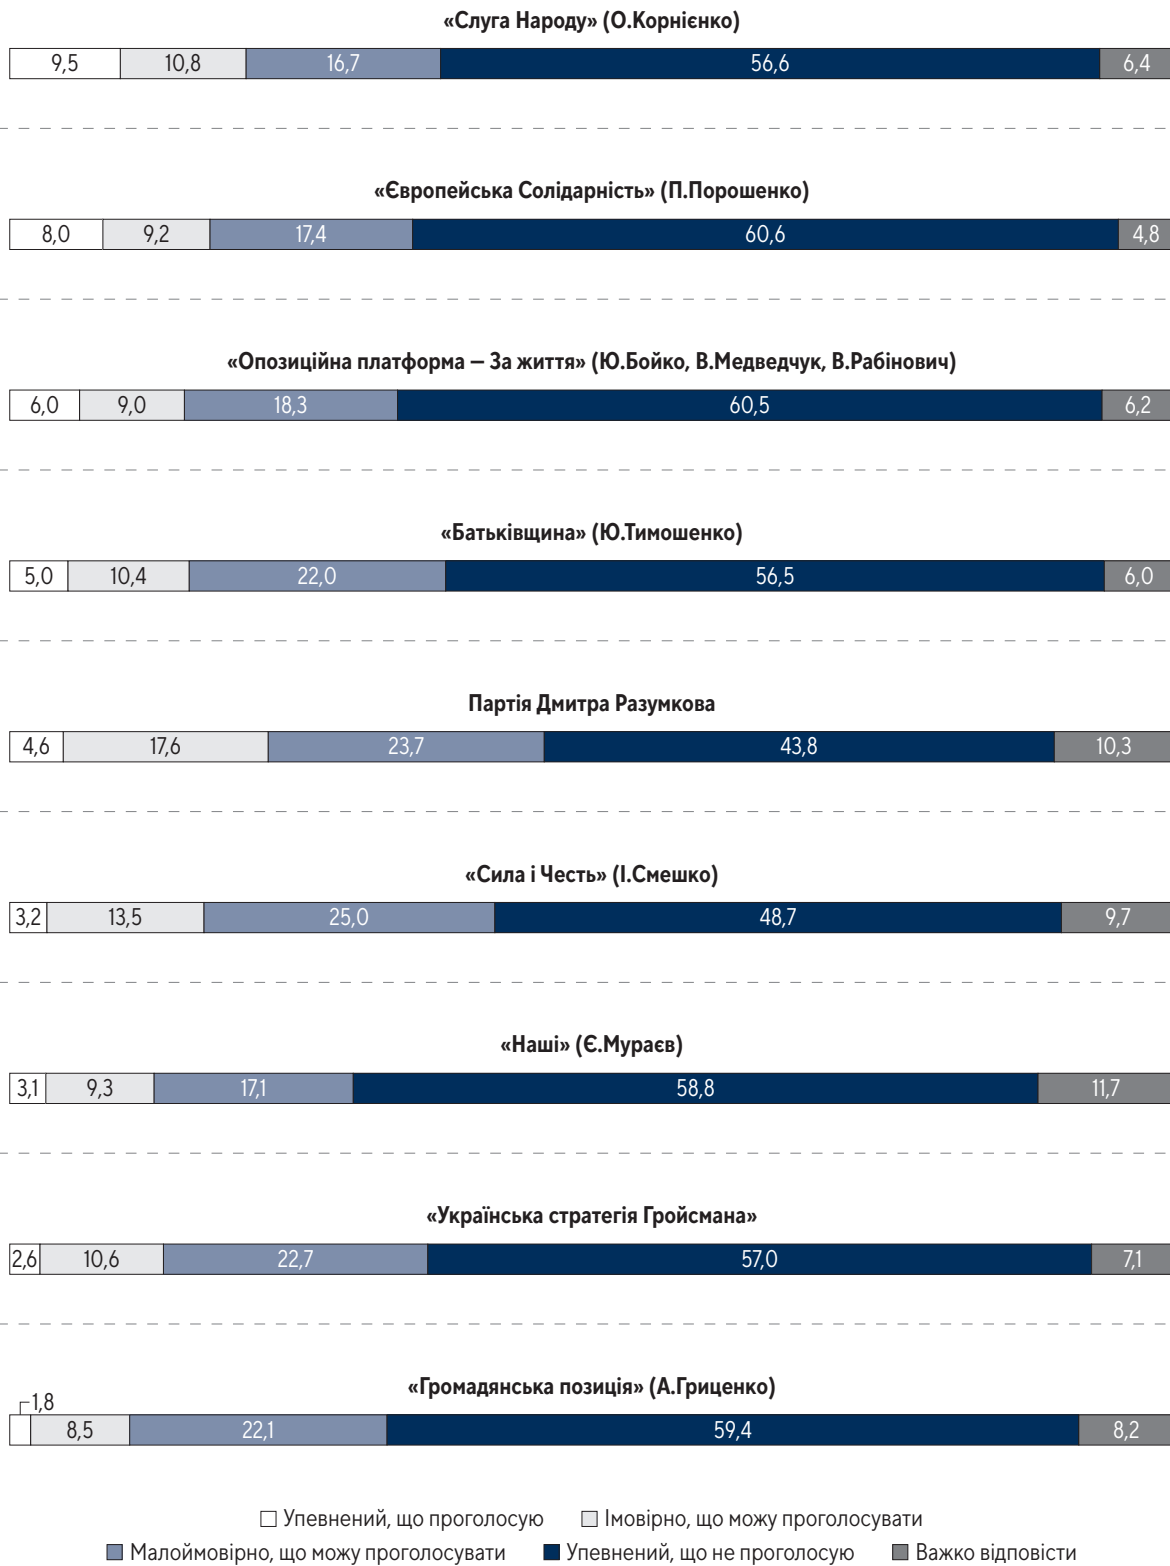 «Слуга Народу» (О.Корнієнко)
9,5 10,8 16,7 56,6 6,4
«Європейська Солідарність» (П.Порошенко)
8,0 9,2 17,4 60,6 4,8
«Опозиційна платформа – За життя» (Ю.Бойко, В.Медведчук, В.Рабінович)
6,0 9,0 18,3 60,5 6,2
«Батьківщина» (Ю.Тимошенко)
5,0 10,4 22,0 56,5 6,0
Партія Дмитра Разумкова
4,6 17,6 23,7 43,8 10,3
«Сила і Честь» (І.Смешко)
3,2 13,5 25,0 48,7 9,7
«Наші» (Є.Мураєв)
3,1 9,3 17,1 58,8 11,7
«Українська стратегія Гройсмана»
2,6 10,6 22,7 57,0 7,1
«Громадянська позиція» (А.Гриценко)
1,8
8,5 22,1 59,4 8,2
Упевнений, що проголосую Імовірно, що можу проголосувати
Малоймовірно, що можу проголосувати Упевнений, що не проголосую Важко відповісти